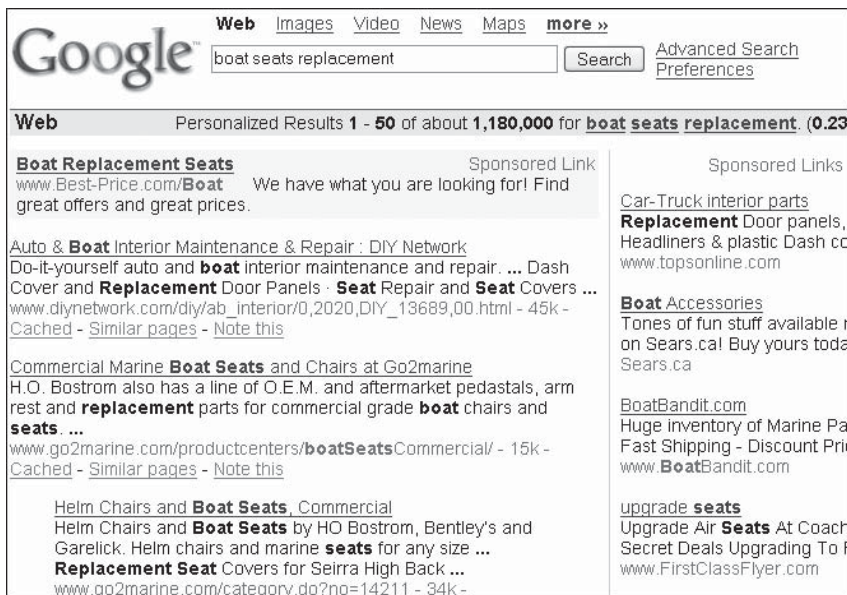 Web Images Video News Maps more »
Google™
boat seats replacement Search Advanced Search
Preferences
Web Personalized Results 1 - 50 of about 1,180,000 for boat seats replacement. (0.23
Boat Replacement Seats Sponsored Link
www.Best-Price.com/Boat We have what you are looking for! Find
great offers and great prices.
Auto & Boat Interior Maintenance & Repair : DIY Network
Do-it-yourself auto and boat interior maintenance and repair. ... Dash
Cover and Replacement Door Panels · Seat Repair and Seat Covers ...
www.diynetwork.com/diy/ab_interior/0,2020,DIY_13689,00.html - 45k -
Cached - Similar pages - Note this
Commercial Marine Boat Seats and Chairs at Go2marine
H.O. Bostrom also has a line of O.E.M. and aftermarket pedastals, arm
rest and replacement parts for commercial grade boat chairs and
seats. ...
www.go2marine.com/productcenters/boatSeatsCommercial/ - 15k -
Cached - Similar pages - Note this
Helm Chairs and Boat Seats, Commercial
Helm Chairs and Boat Seats by HO Bostrom, Bentley's and
Garelick. Helm chairs and marine seats for any size ...
Replacement Seat Covers for Seirra High Back ...
www.go2marine.com/category.do?no=14211 - 34k -
Sponsored Links
Car-Truck interior parts
Replacement Door panels,
Headliners & plastic Dash co
www.topsonline.com
Boat Accessories
Tones of fun stuff available
on Sears.ca! Buy yours toda
Sears.ca
BoatBandit.com
Huge inventory of Marine Pa
Fast Shipping - Discount Pri
www.BoatBandit.com
upgrade seats
Upgrade Air Seats At Coach
Secret Deals Upgrading To F
www.FirstClassFlyer.com